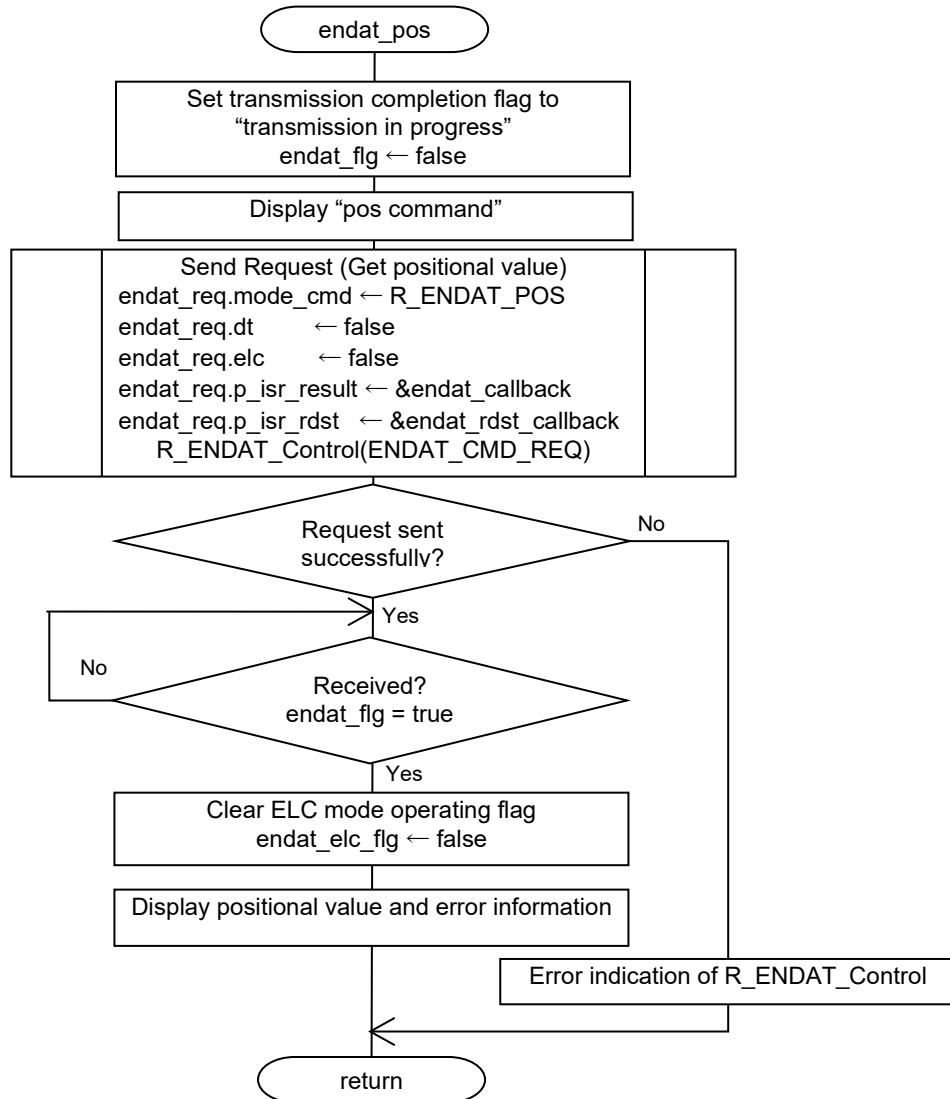 endat_pos
Set transmission completion flag to
“transmission in progress”
endat_flg ← false
Display “pos command”
Send Request (Get positional value)
endat_req.mode_cmd ← R_ENDAT_POS
endat_req.dt ← false
endat_req.elc ← false
endat_req.p_isr_result ← &endat_callback
endat_req.p_isr_rdst ← &endat_rdst_callback
R_ENDAT_Control(ENDAT_CMD_REQ)
Request sent
successfully?
No
Yes
No
Received?
endat_flg = true
Yes
Clear ELC mode operating flag
endat_elc_flg ← false
Display positional value and error information
Error indication of R_ENDAT_Control
return